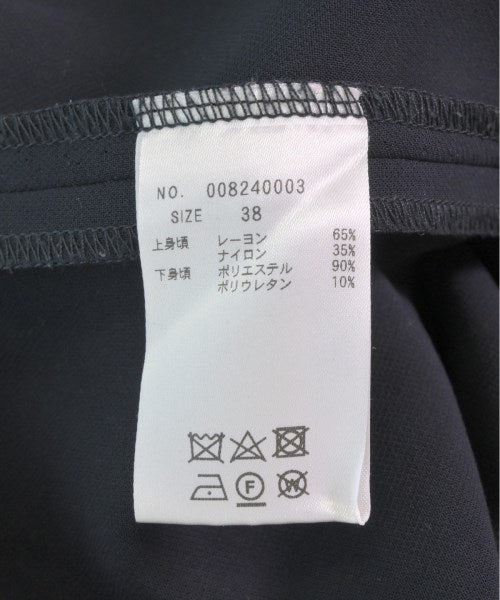 NO. 008240003
SIZE 38
上身頃 レーヨン 65%
ナイロン 35%
下身頃 ポリエステル 90%
ポリウレタン 10%
F
W